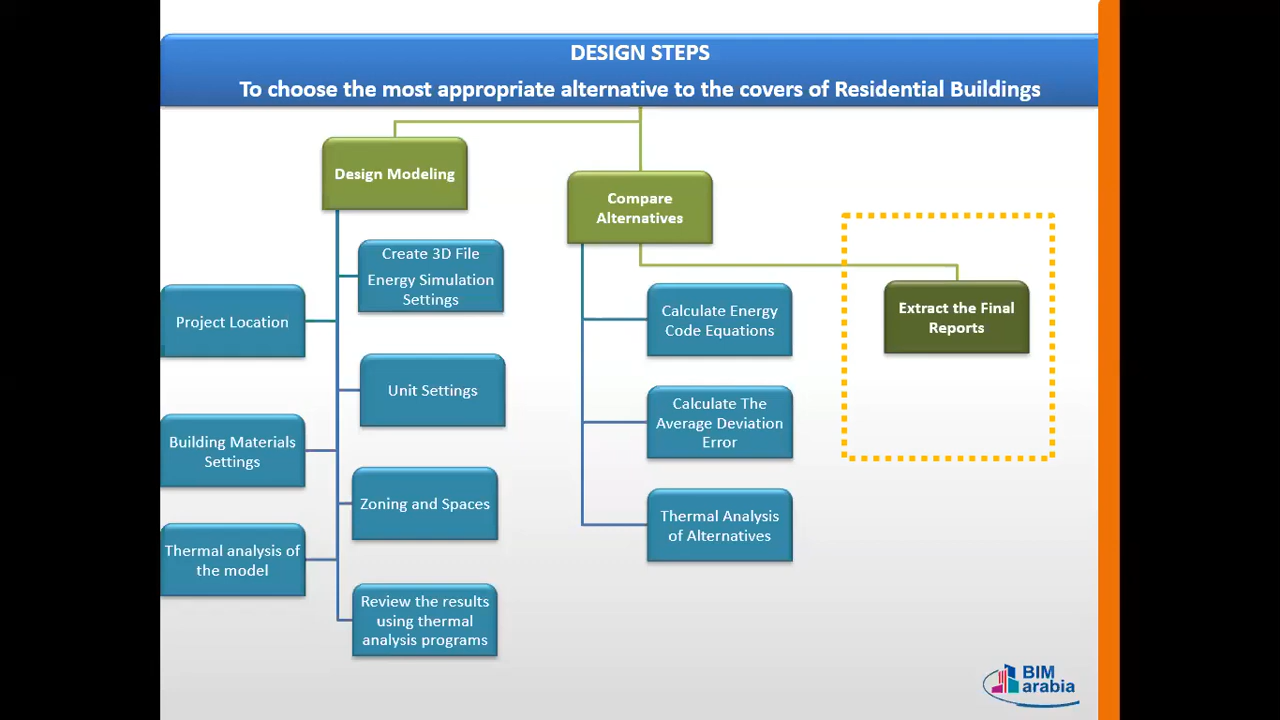 DESIGN STEPS
To choose the most appropriate alternative to the covers of Residential Buildings
Design Modeling
Create 3D File
Energy Simulation
Settings
Project Location
Unit Settings
Building Materials
Settings
Zoning and Spaces
Thermal analysis of
the model
Review the results
using thermal
analysis programs
Compare
Alternatives
Calculate Energy
Code Equations
Calculate The
Average Deviation
Error
Thermal Analysis
of Alternatives
Extract the Final
Reports
BIM
arabia